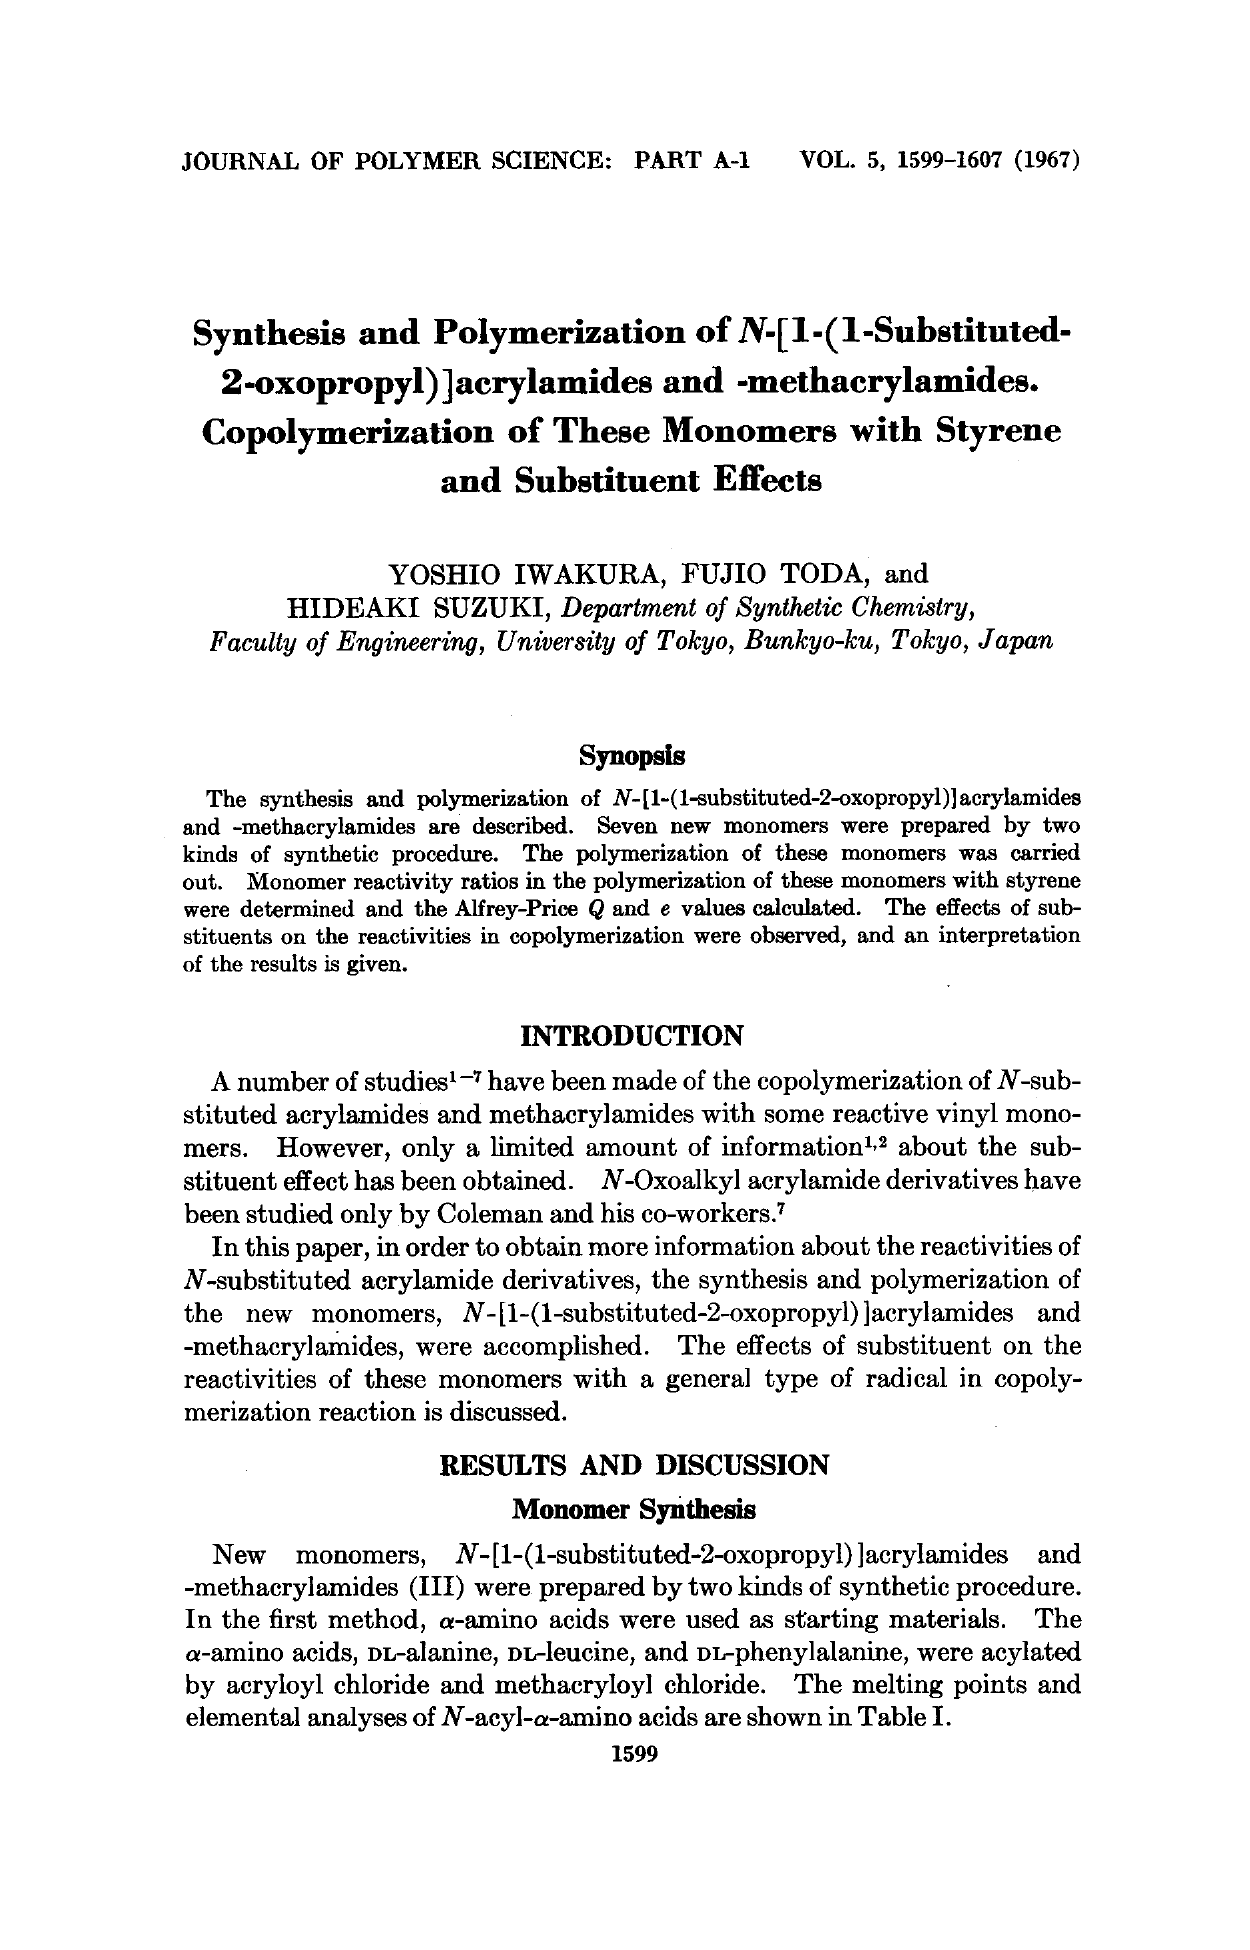 JOURNAL OF POLYMER SCIENCE: PART A-1 VOL. 5, 1599–1607 (1967)
Synthesis and Polymerization of N-[1-(1-Substituted-
2-oxopropyl)]acrylamides and -methacrylamides.
Copolymerization of These Monomers with Styrene
and Substituent Effects
YOSHIO IWAKURA, FUJIO TODA, and
HIDEAKI SUZUKI, Department of Synthetic Chemistry,
Faculty of Engineering, University of Tokyo, Bunkyo-ku, Tokyo, Japan
Synopsis
The synthesis and polymerization of N-[1-(1-substituted-2-oxopropyl)]acrylamides
and -methacrylamides are described. Seven new monomers were prepared by two
kinds of synthetic procedure. The polymerization of these monomers was carried
out. Monomer reactivity ratios in the polymerization of these monomers with styrene
were determined and the Alfrey-Price Q and e values calculated. The effects of sub-
stituents on the reactivities in copolymerization were observed, and an interpretation
of the results is given.
INTRODUCTION
A number of studies¹⁻⁷ have been made of the copolymerization of N-sub-
stituted acrylamides and methacrylamides with some reactive vinyl mono-
mers. However, only a limited amount of information¹,² about the sub-
stituent effect has been obtained. N-Oxoalkyl acrylamide derivatives have
been studied only by Coleman and his co-workers.⁷
In this paper, in order to obtain more information about the reactivities of
N-substituted acrylamide derivatives, the synthesis and polymerization of
the new monomers, N-[1-(1-substituted-2-oxopropyl)]acrylamides and
-methacrylamides, were accomplished. The effects of substituent on the
reactivities of these monomers with a general type of radical in copoly-
merization reaction is discussed.
RESULTS AND DISCUSSION
Monomer Synthesis
New monomers, N-[1-(1-substituted-2-oxopropyl)]acrylamides and
-methacrylamides (III) were prepared by two kinds of synthetic procedure.
In the first method, α-amino acids were used as starting materials. The
α-amino acids, DL-alanine, DL-leucine, and DL-phenylalanine, were acylated
by acryloyl chloride and methacryloyl chloride. The melting points and
elemental analyses of N-acyl-α-amino acids are shown in Table I.
1599